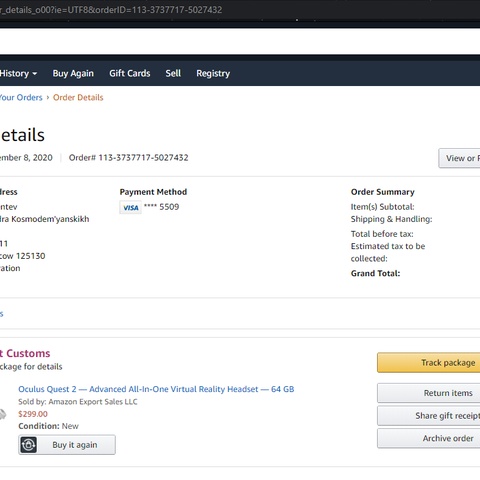 r_details_o00?ie=UTF8&orderID=113-3737717-5027432
History Buy Again Gift Cards Sell Registry
Your Orders › Order Details
etails
ember 8, 2020 Order# 113-3737717-5027432
View or P
dress Payment Method Order Summary
ntev VISA **** 5509 Item(s) Subtotal:
dra Kosmodem'yanskikh Shipping & Handling:
11 Total before tax:
cow 125130 Estimated tax to be
ration collected:
Grand Total:
s
t Customs
ackage for details
Track package
Oculus Quest 2 — Advanced All-In-One Virtual Reality Headset — 64 GB
Return items
Sold by: Amazon Export Sales LLC
$299.00
Share gift receipt
Condition: New
Archive order
Buy it again